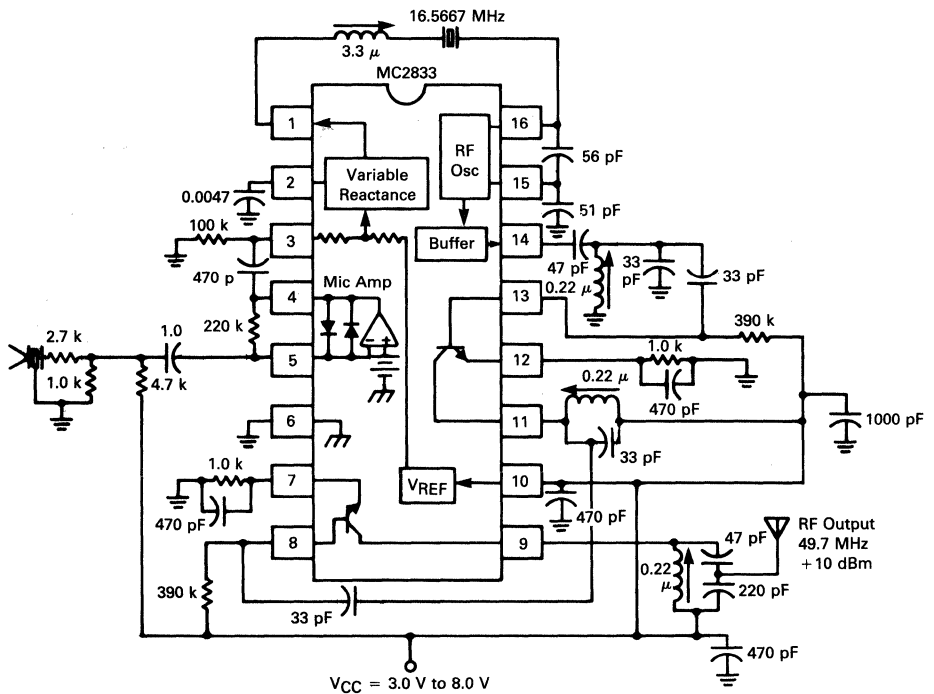 16.5667 MHz
3.3 μ
MC2833
1
16
RF
Osc
56 pF
Variable
Reactance
2
15
0.0047
51 pF
100 k
3
Buffer
14
47 pF
33
pF
33 pF
0.22 μ
470 p
Mic Amp
4
13
220 k
390 k
2.7 k
1.0
5
12
1.0 k
1.0 k
4.7 k
0.22 μ
470 pF
6
11
1000 pF
33 pF
1.0 k
7
VREF
10
470 pF
470 pF
8
9
47 pF
RF Output
49.7 MHz
+10 dBm
0.22
μ
220 pF
390 k
33 pF
470 pF
VCC = 3.0 V to 8.0 V